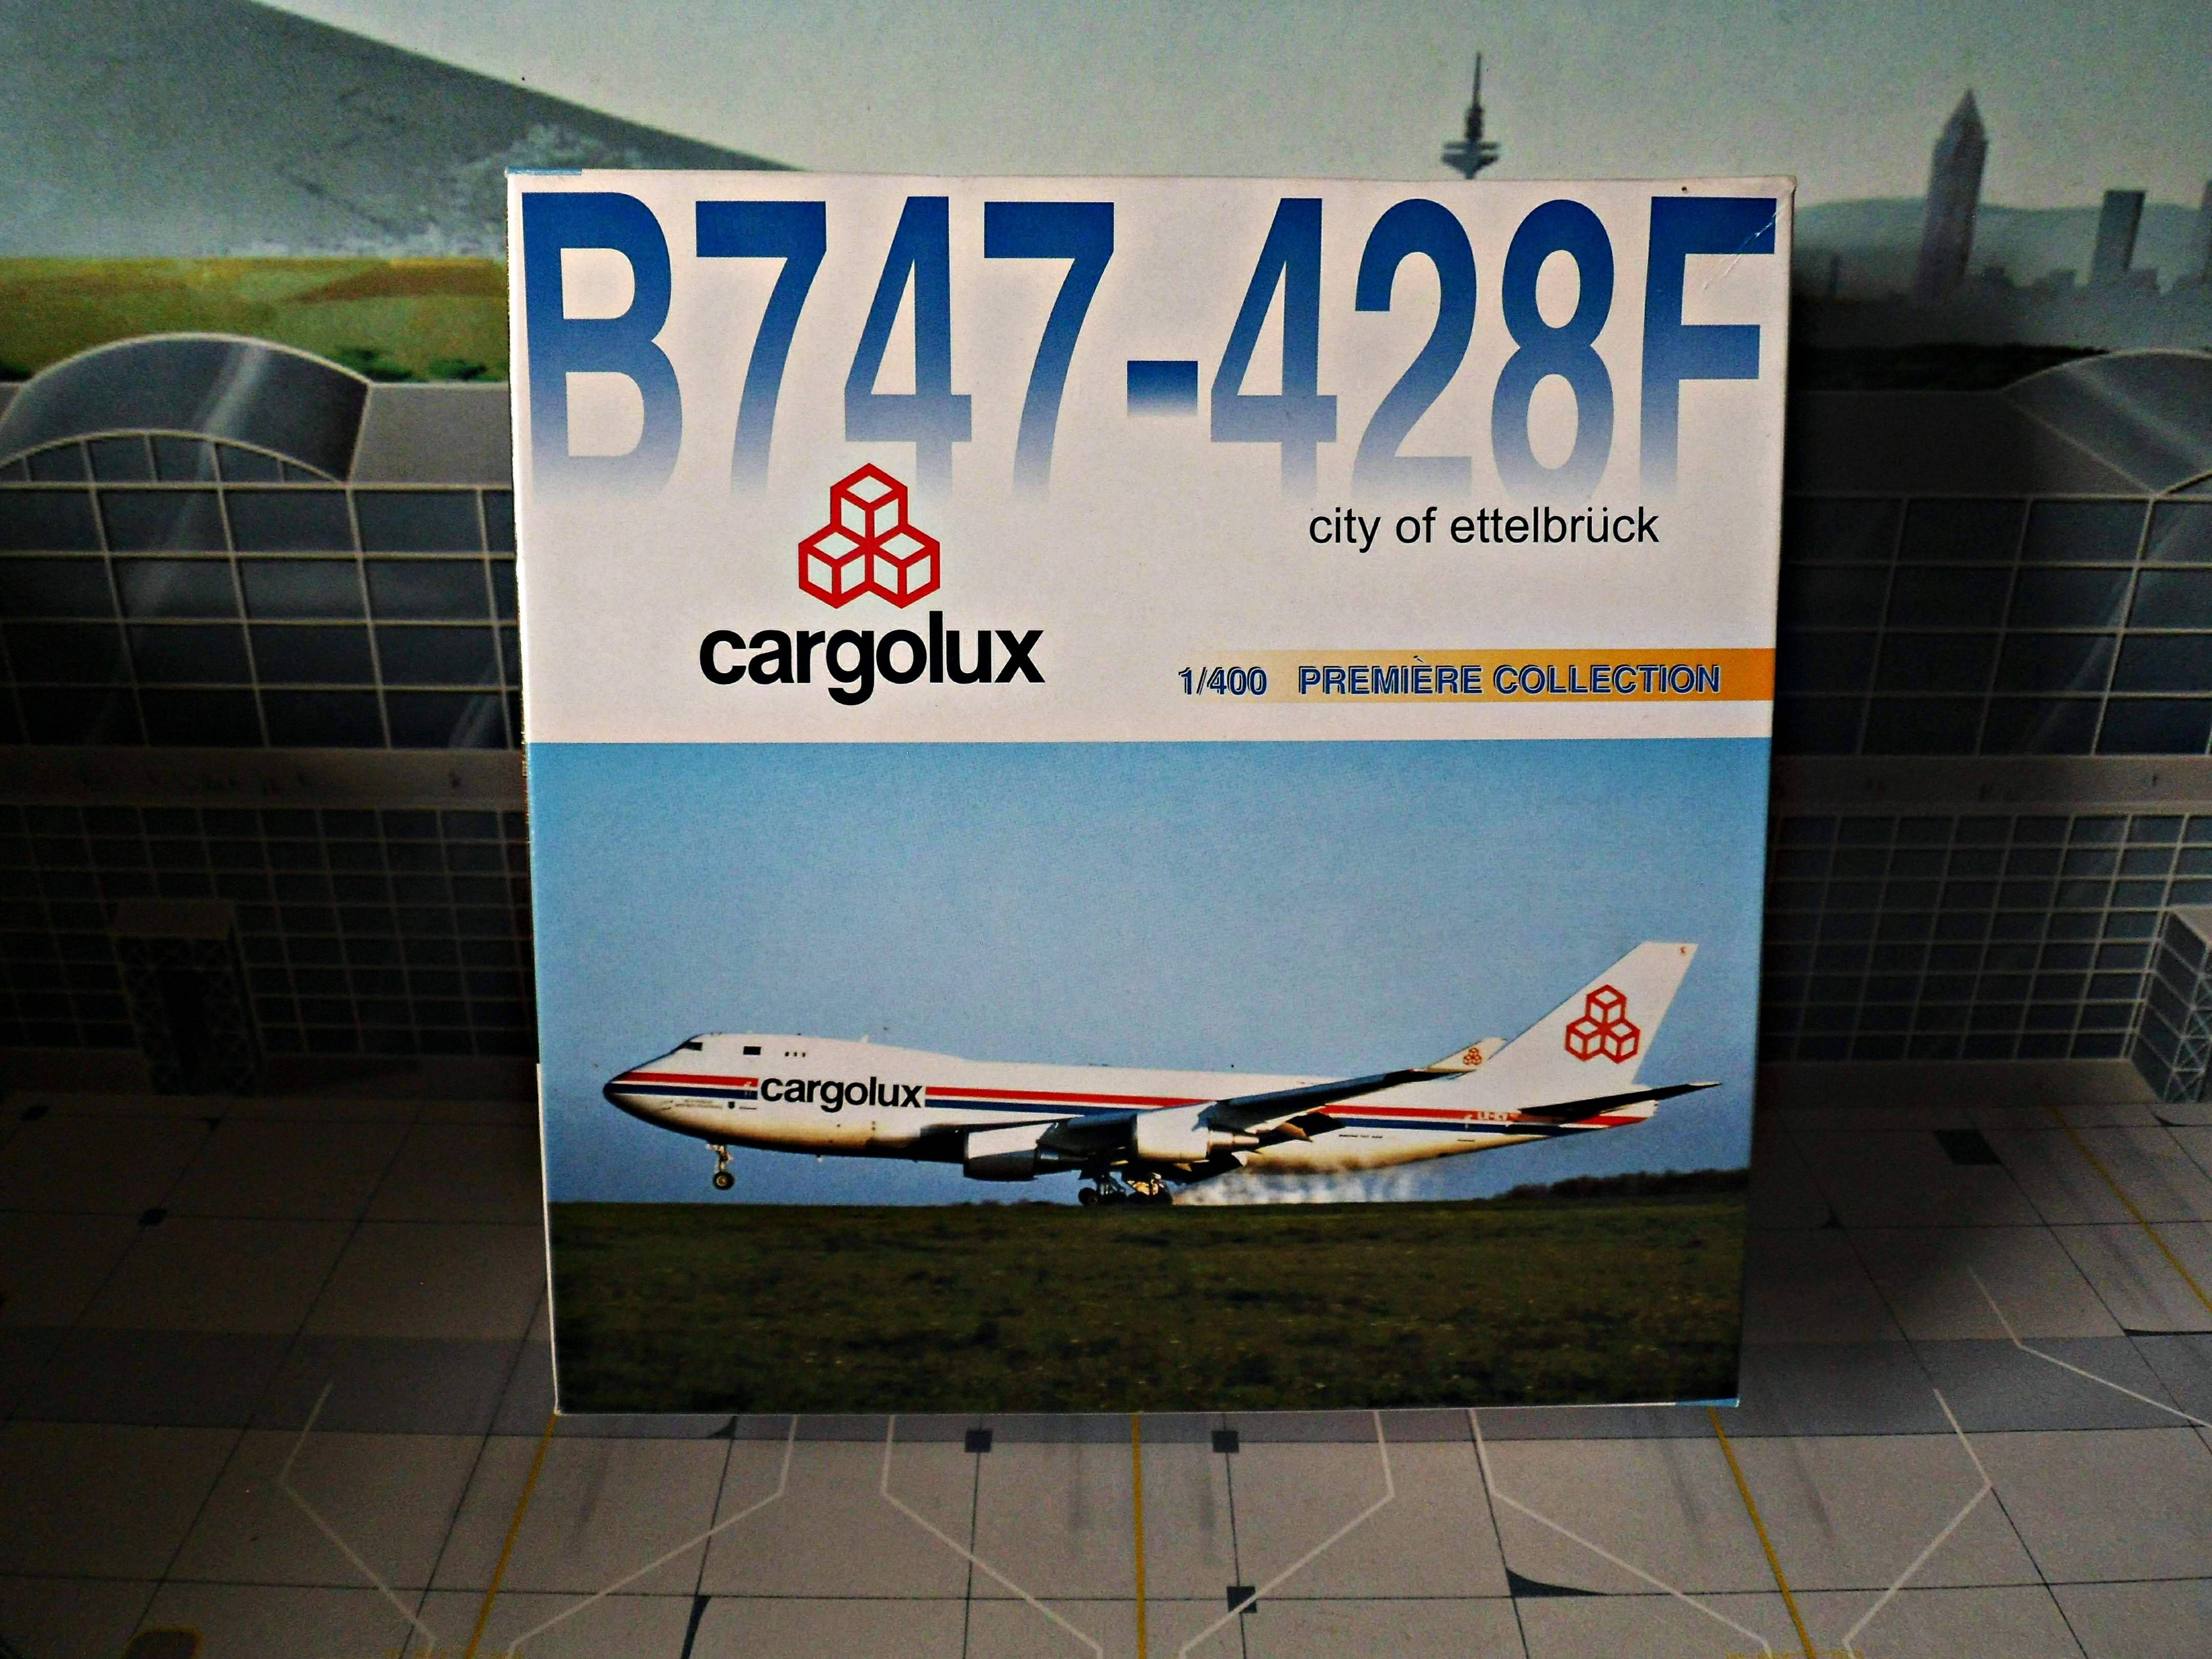 B747-428F
city of ettelbrück
cargolux
1/400 PREMIÈRE COLLECTION
cargolux